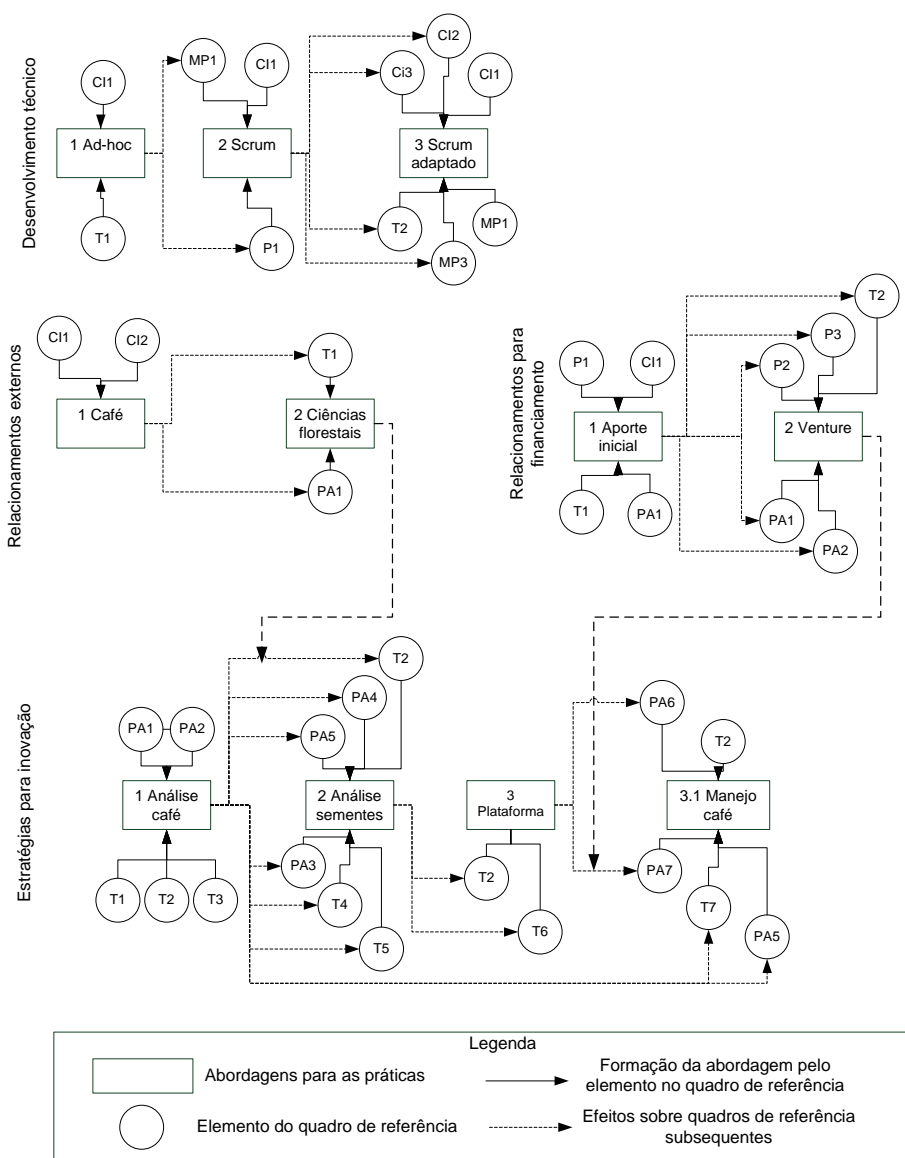 Desenvolvimento técnico
CI1
T1
1 Ad-hoc
MP1
CI1
2 Scrum
P1
CI2
Ci3
CI1
3 Scrum
adaptado
T2
MP1
MP3
Relacionamentos externos
CI1
CI2
1 Café
T1
2 Ciências
florestais
PA1
Relacionamentos para
financiamento
P1
CI1
1 Aporte
inicial
T1
PA1
T2
P3
P2
2 Venture
PA1
PA2
Estratégias para inovação
PA1
PA2
1 Análise
café
T1
T2
T3
T2
PA4
PA5
2 Análise
sementes
PA3
T4
T5
3
Plataforma
T2
T6
PA6
T2
3.1 Manejo
café
PA7
T7
PA5
Legenda
Abordagens para as práticas
Formação da abordagem pelo
elemento no quadro de referência
Elemento do quadro de referência
Efeitos sobre quadros de referência
subsequentes